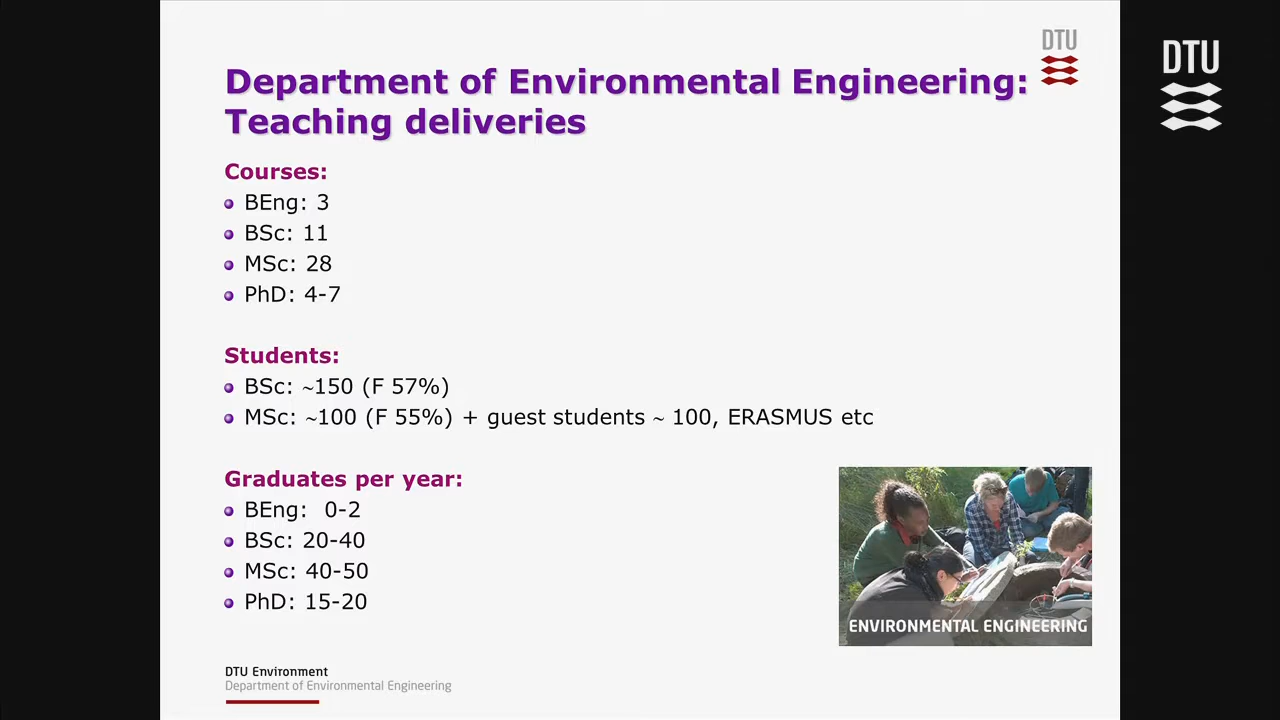 DTU
DTU
Department of Environmental Engineering:
Teaching deliveries
Courses:
BEng: 3
BSc: 11
MSc: 28
PhD: 4-7
Students:
BSc: ~150 (F 57%)
MSc: ~100 (F 55%) + guest students ~ 100, ERASMUS etc
Graduates per year:
BEng:  0-2
BSc: 20-40
MSc: 40-50
PhD: 15-20
ENVIRONMENTAL ENGINEERING
DTU Environment
Department of Environmental Engineering